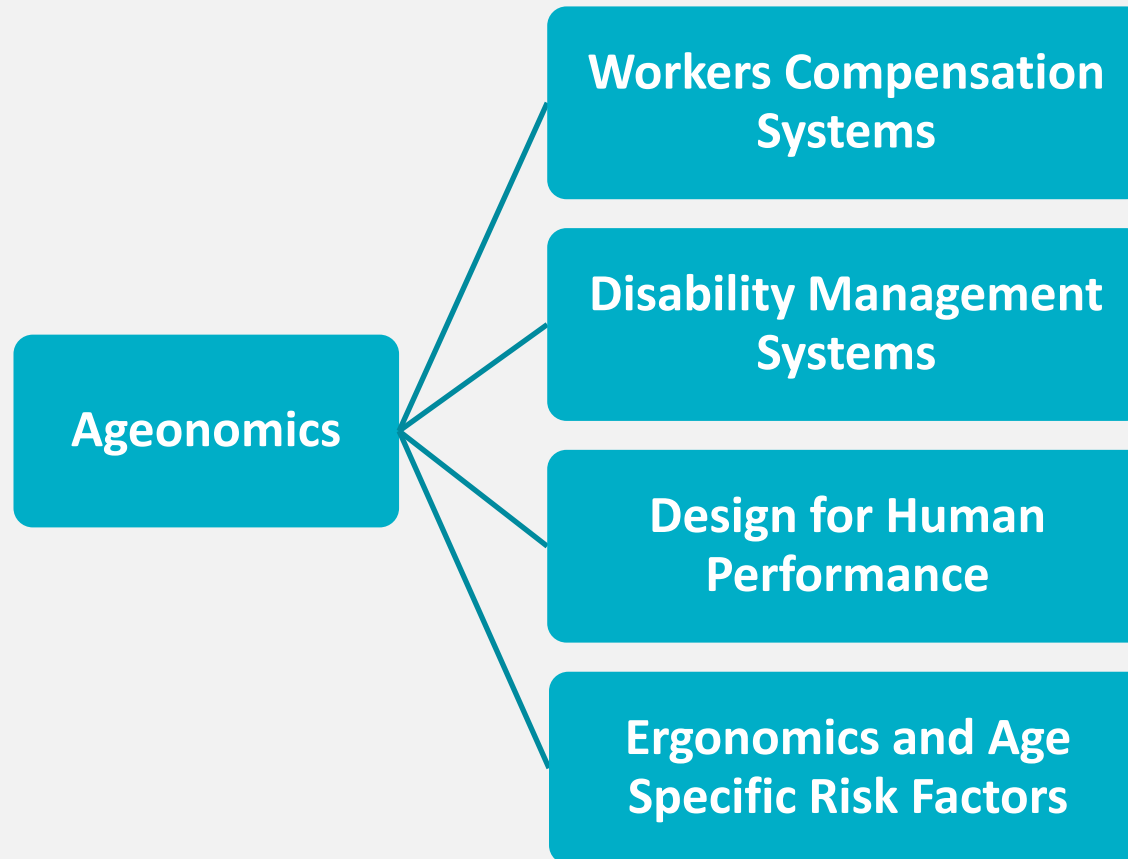 Workers Compensation
Systems
Disability Management
Systems
Ageonomics
Design for Human
Performance
Ergonomics and Age
Specific Risk Factors